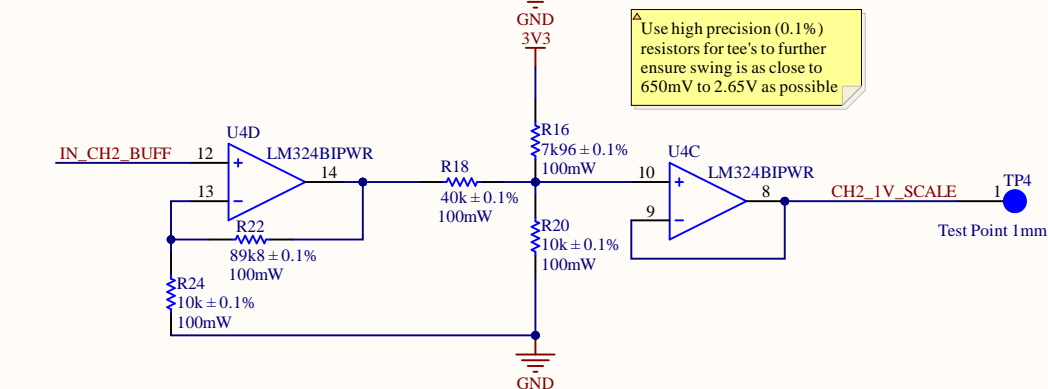 GND
3V3
Use high precision (0.1%)
resistors for tee's to further
ensure swing is as close to
650mV to 2.65V as possible
R16
7k96 ± 0.1%
100mW
U4D
IN_CH2_BUFF
12
+
LM324BIPWR
14
13
−
R18
40k ± 0.1%
100mW
U4C
LM324BIPWR
10
+
9
−
8
CH2_1V_SCALE
1
TP4
Test Point 1mm
R22
89k8 ± 0.1%
100mW
R20
10k ± 0.1%
100mW
R24
10k ± 0.1%
100mW
GND